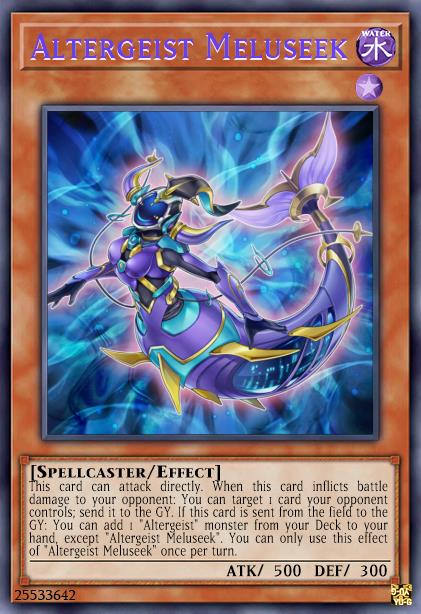 ALTERGEIST MELUSEEK
WATER
水
[SPELLCASTER/EFFECT]
This card can attack directly. When this card inflicts battle
damage to your opponent: You can target 1 card your opponent
controls; send it to the GY. If this card is sent from the field to the
GY: You can add 1 "Altergeist" monster from your Deck to your
hand, except "Altergeist Meluseek". You can only use this effect
of "Altergeist Meluseek" once per turn.
ATK/ 500 DEF/ 300
25533642